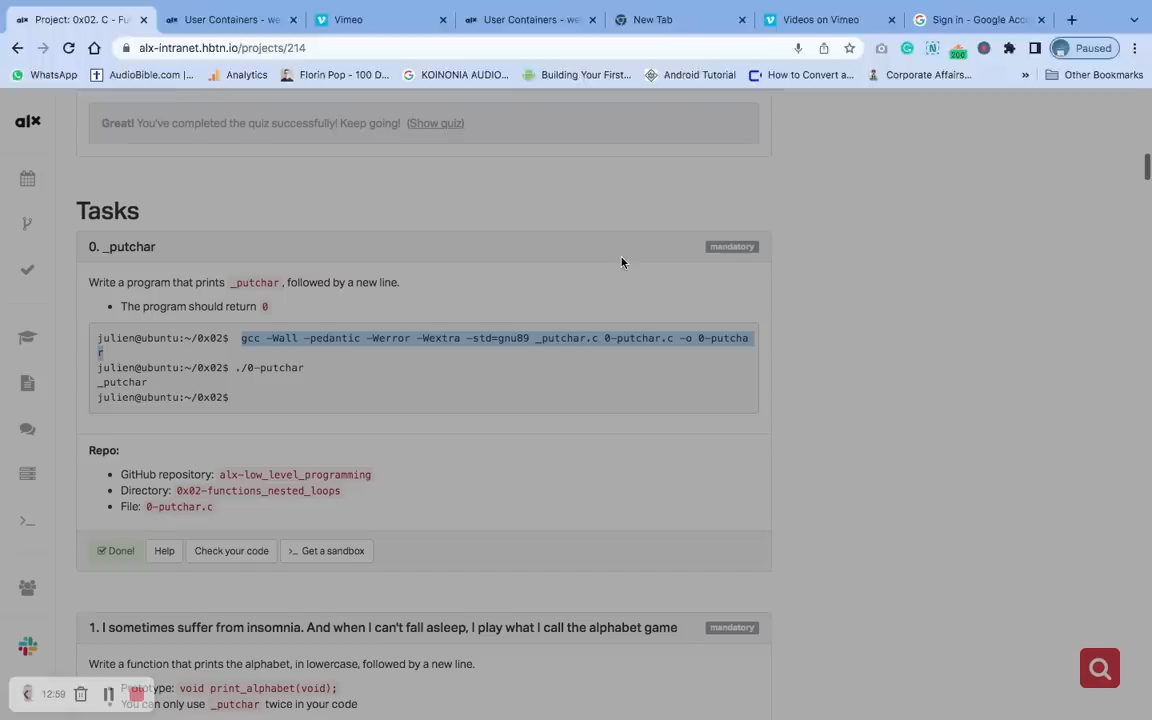 Project: 0x02. C - Fu
User Containers - we
Vimeo
User Containers - we
New Tab
Videos on Vimeo
Sign in - Google Acc
alx-intranet.hbtn.io/projects/214
200
Paused
WhatsApp
AudioBible.com |...
Analytics
Florin Pop - 100 D...
KOINONIA AUDIO...
Building Your First...
Android Tutorial
How to Convert a...
Corporate Affairs...
»
Other Bookmarks
alx
Great! You've completed the quiz successfully! Keep going! (Show quiz)
Tasks
0. _putchar
mandatory
Write a program that prints _putchar, followed by a new line.
• The program should return 0
julien@ubuntu:~/0x02$ gcc -Wall -pedantic -Werror -Wextra -std=gnu89 _putchar.c 0-putchar.c -o 0-putcha
r
julien@ubuntu:~/0x02$ ./0-putchar
_putchar
julien@ubuntu:~/0x02$
Repo:
• GitHub repository: alx-low_level_programming
• Directory: 0x02-functions_nested_loops
• File: 0-putchar.c
Done!
Help
Check your code
>_ Get a sandbox
1. I sometimes suffer from insomnia. And when I can't fall asleep, I play what I call the alphabet game
mandatory
Write a function that prints the alphabet, in lowercase, followed by a new line.
Prototype: void print_alphabet(void);
You can only use _putchar twice in your code
12:59